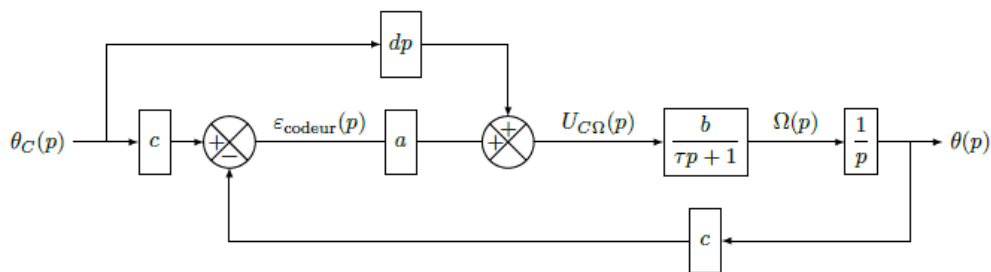 dp
θ_C(p)
c
+
−
ε_codeur(p)
a
+
+
U_CΩ(p)
b
τp + 1
Ω(p)
1
p
θ(p)
c